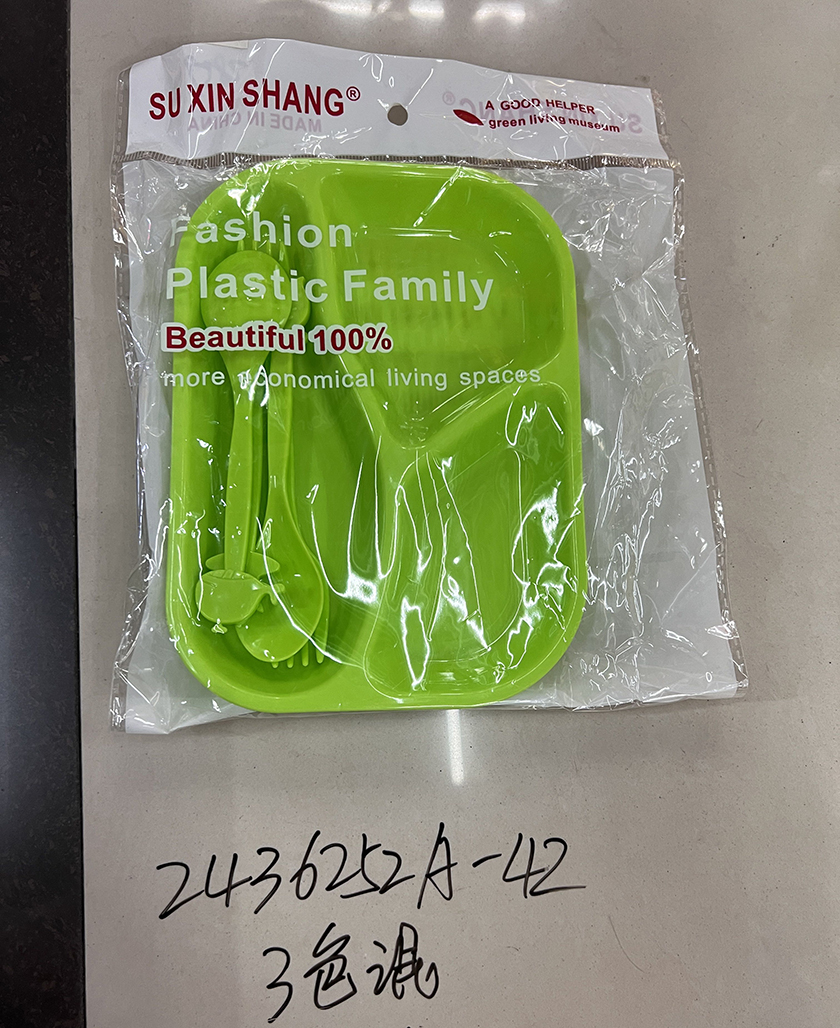 SU XIN SHANG®
MADE IN CHINA
A GOOD HELPER
green living museum
Fashion
Plastic Family
Beautiful 100%
more economical living spaces
2436252A-42
3色混